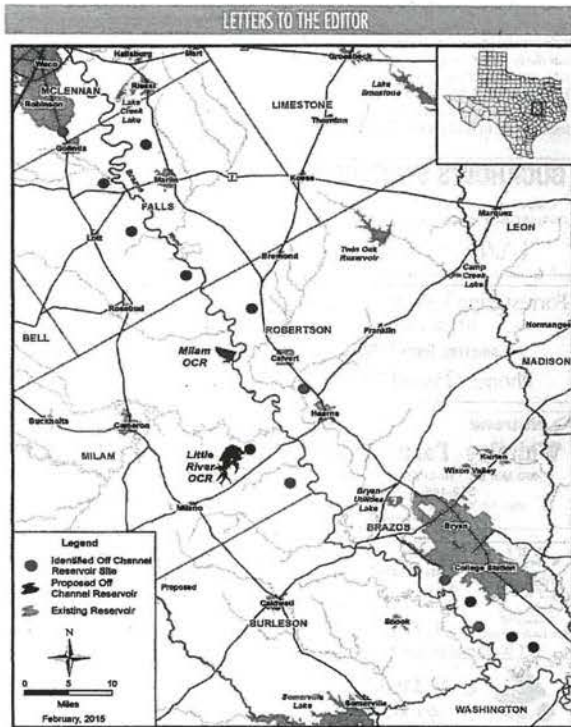 LETTERS TO THE EDITOR
Waco
Hallsburg
Mart
Groesbeck
MCLENNAN
Riesel
Lake
Limestone
Robinson
Lake
Creek
Lake
LIMESTONE
Thornton
Golinda
Brazos
Marlin
Kosse
FALLS
Marquez
Lott
LEON
Bremond
Twin Oak
Reservoir
Camp
Creek
Lake
Rosebud
ROBERTSON
Franklin
Normangee
BELL
Milam
OCR
Calvert
MADISON
Hearne
Buckholts
Cameron
Little
River
OCR
Kurten
MILAM
Wixon Valley
Milano
Bryan
Utilities
Lake
BRAZOS
Bryan
College Station
Legend
Identified Off Channel
Reservoir Site
Proposed Off
Channel Reservoir
Existing Reservoir
Proposed
N
Caldwell
BURLESON
Snook
0 5 10
Miles
February, 2015
Somerville
Lake
Somerville
WASHINGTON